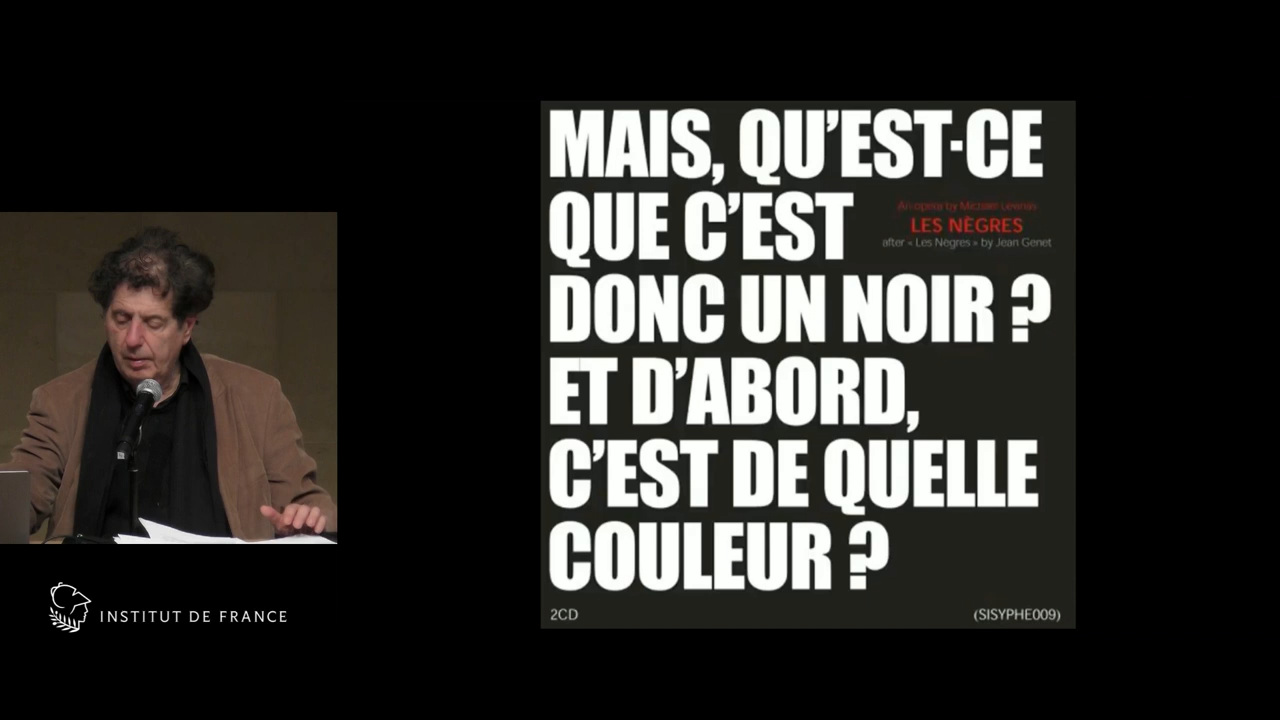 MAIS, QU'EST-CE
QUE C'EST
DONC UN NOIR ?
ET D'ABORD,
C'EST DE QUELLE
COULEUR ?
An opera by Michaël Levinas
LES NÈGRES
after « Les Nègres » by Jean Genet
2CD
(SISYPHE009)
INSTITUT DE FRANCE